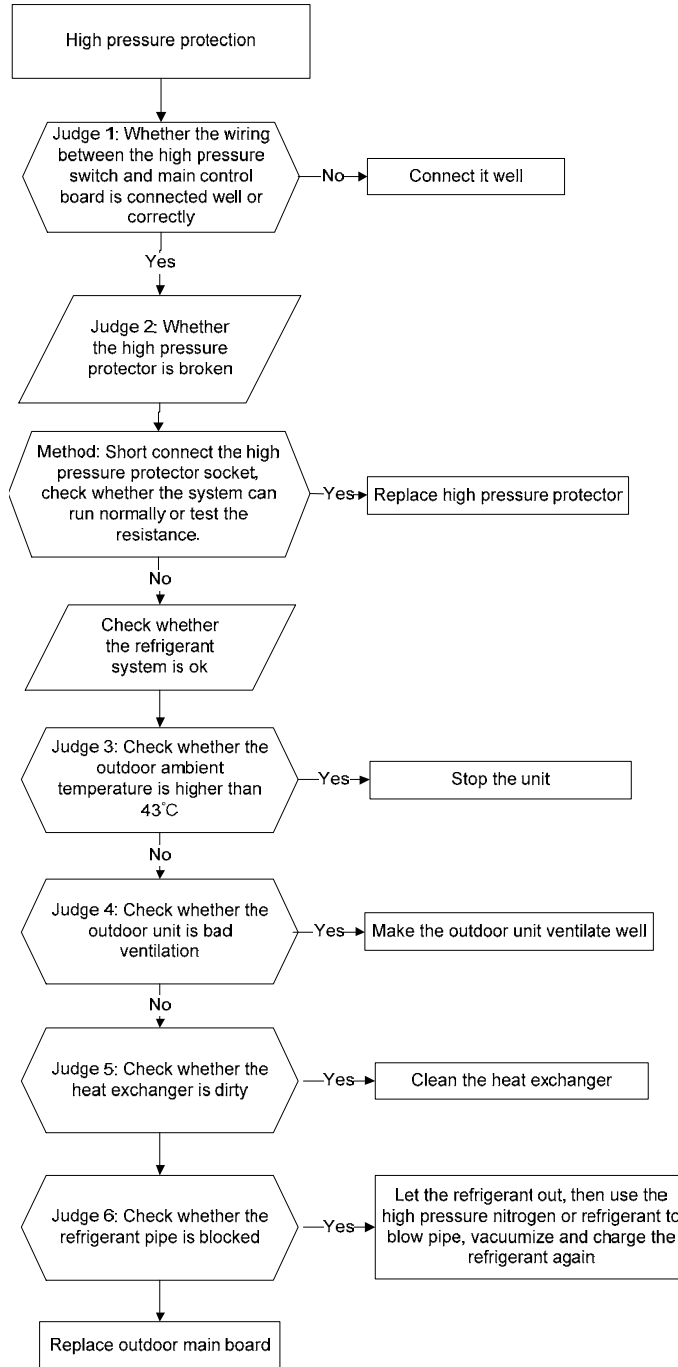 High pressure protection
Judge 1: Whether the wiring
between the high pressure
switch and main control
board is connected well or
correctly
No
Connect it well
Yes
Judge 2: Whether
the high pressure
protector is broken
Method: Short connect the high
pressure protector socket,
check whether the system can
run normally or test the
resistance.
Yes
Replace high pressure protector
No
Check whether
the refrigerant
system is ok
Judge 3: Check whether the
outdoor ambient
temperature is higher than
43°C
Yes
Stop the unit
No
Judge 4: Check whether the
outdoor unit is bad
ventilation
Yes
Make the outdoor unit ventilate well
No
Judge 5: Check whether the
heat exchanger is dirty
Yes
Clean the heat exchanger
Judge 6: Check whether the
refrigerant pipe is blocked
Yes
Let the refrigerant out, then use the
high pressure nitrogen or refrigerant to
blow pipe, vacuumize and charge the
refrigerant again
Replace outdoor main board